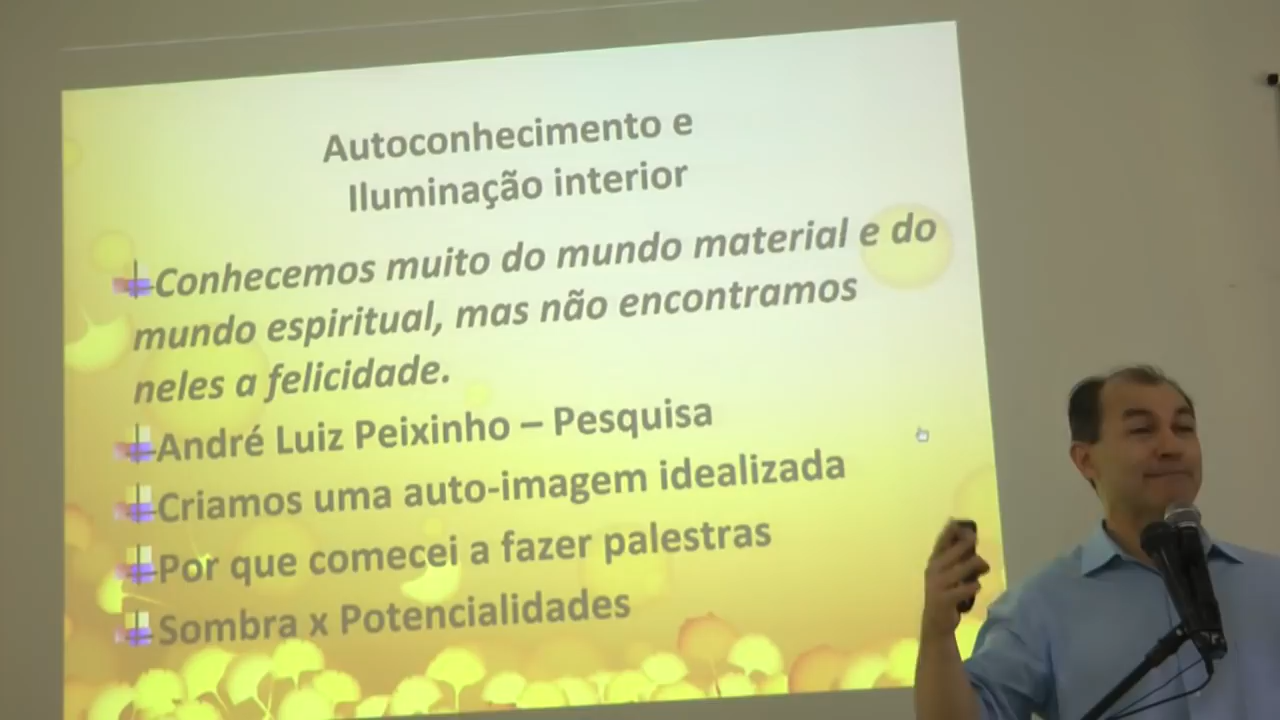 Autoconhecimento e
Iluminação interior
Conhecemos muito do mundo material e do
mundo espiritual, mas não encontramos
neles a felicidade.
André Luiz Peixinho – Pesquisa
Criamos uma auto-imagem idealizada
Por que comecei a fazer palestras
Sombra x Potencialidades